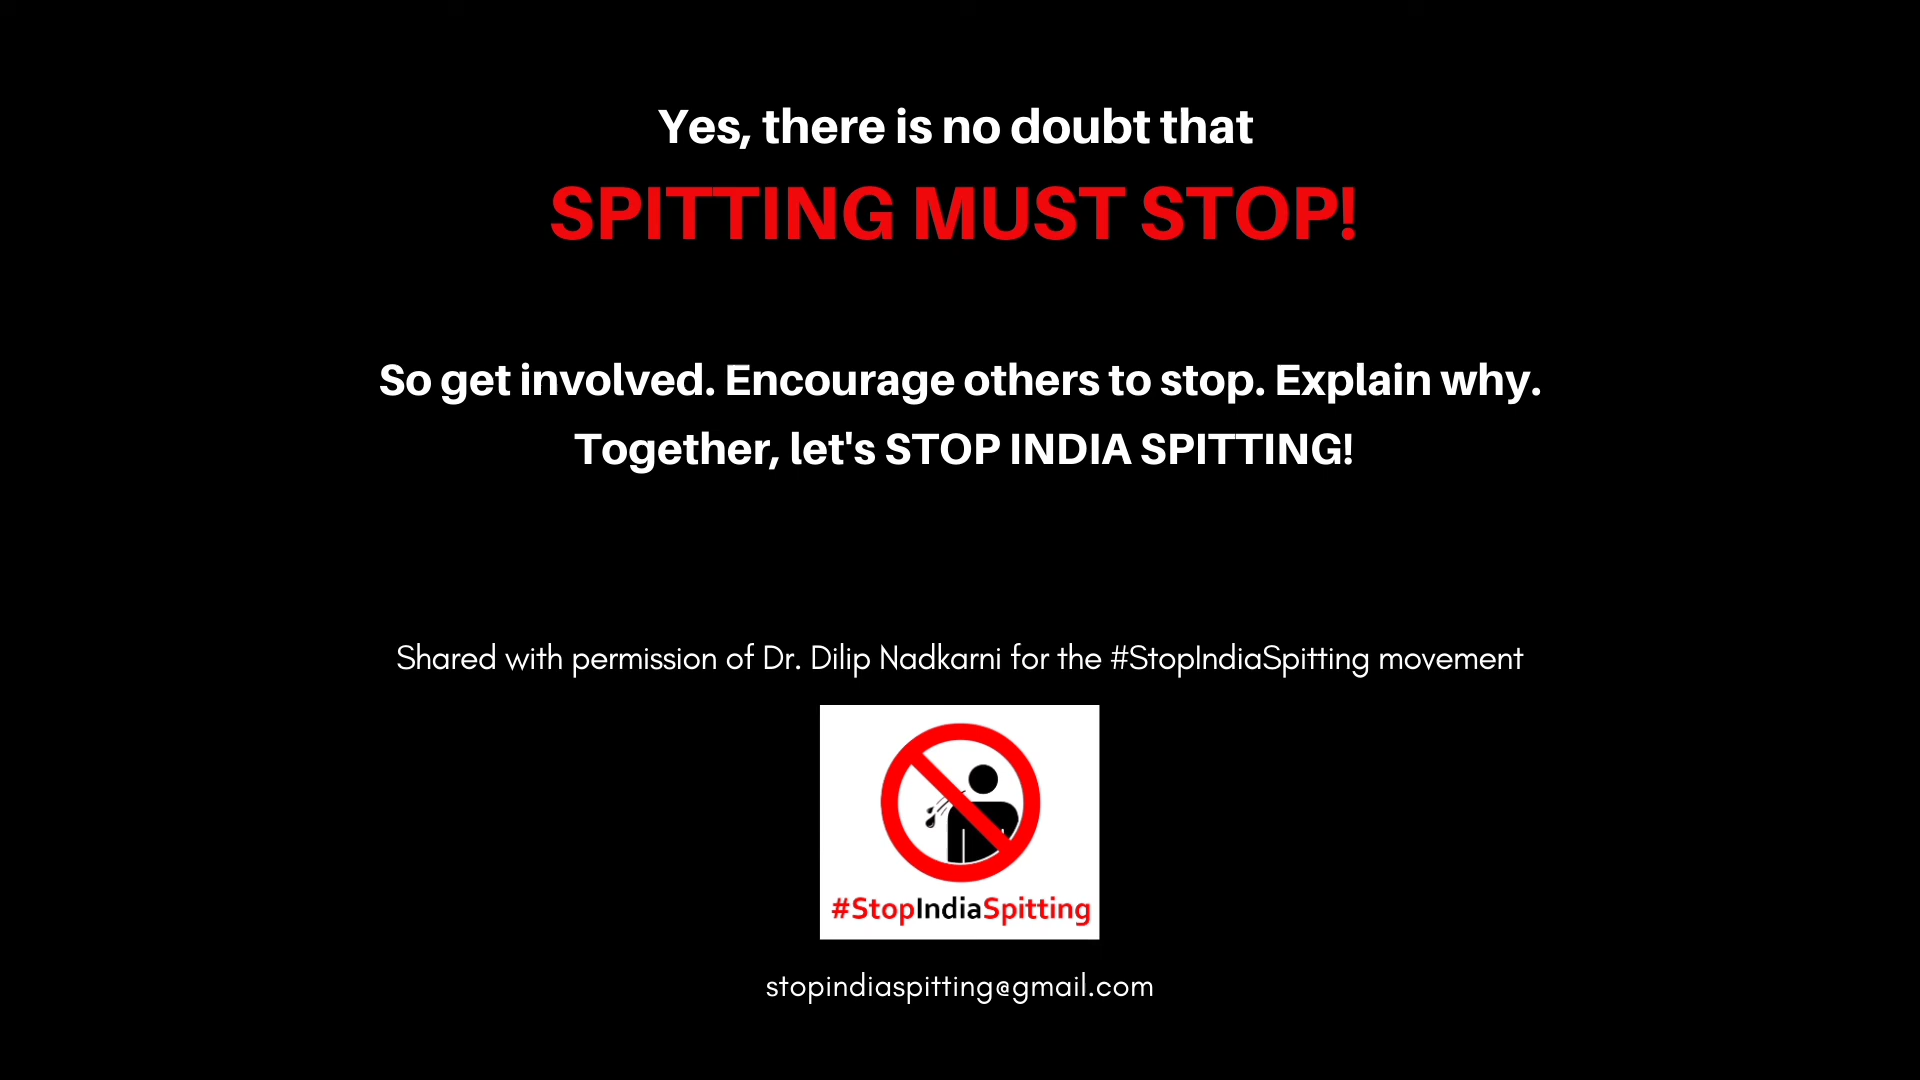 Yes, there is no doubt that
SPITTING MUST STOP!
So get involved. Encourage others to stop. Explain why.
Together, let's STOP INDIA SPITTING!
Shared with permission of Dr. Dilip Nadkarni for the #StopIndiaSpitting movement
#StopIndiaSpitting
stopindiaspitting@gmail.com